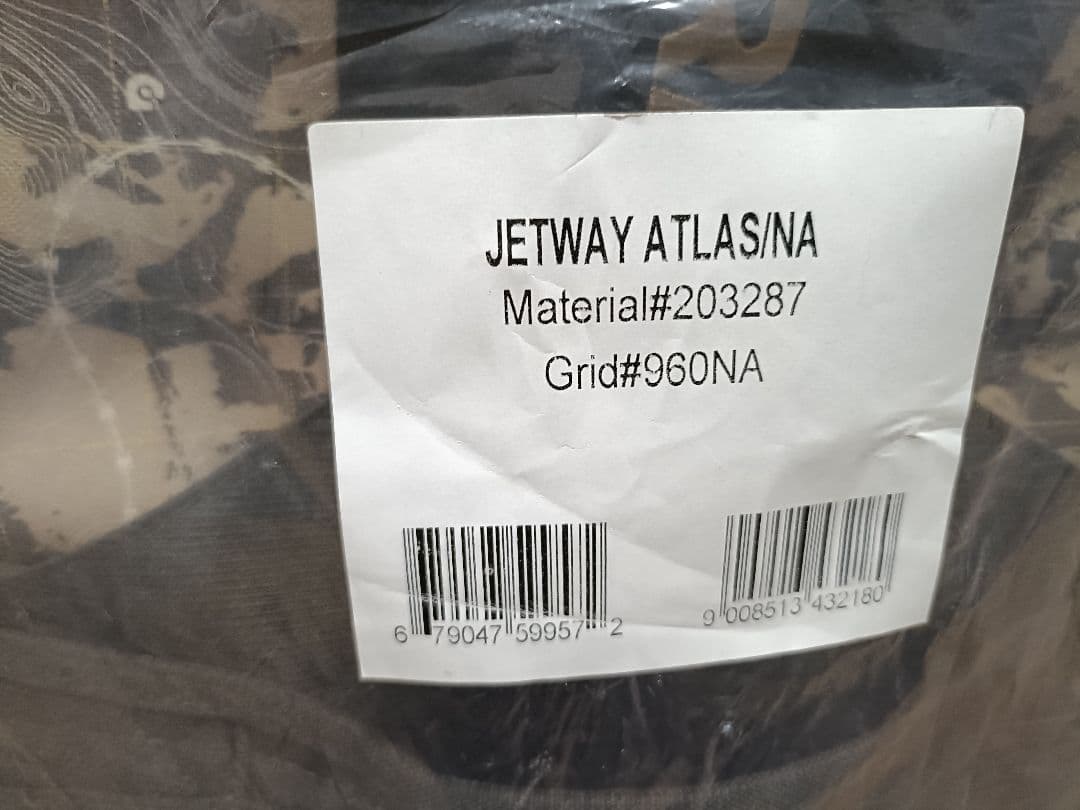 JETWAY ATLAS/NA
Material#203287
Grid#960NA
6 79047 59957 2
9 008513 432180